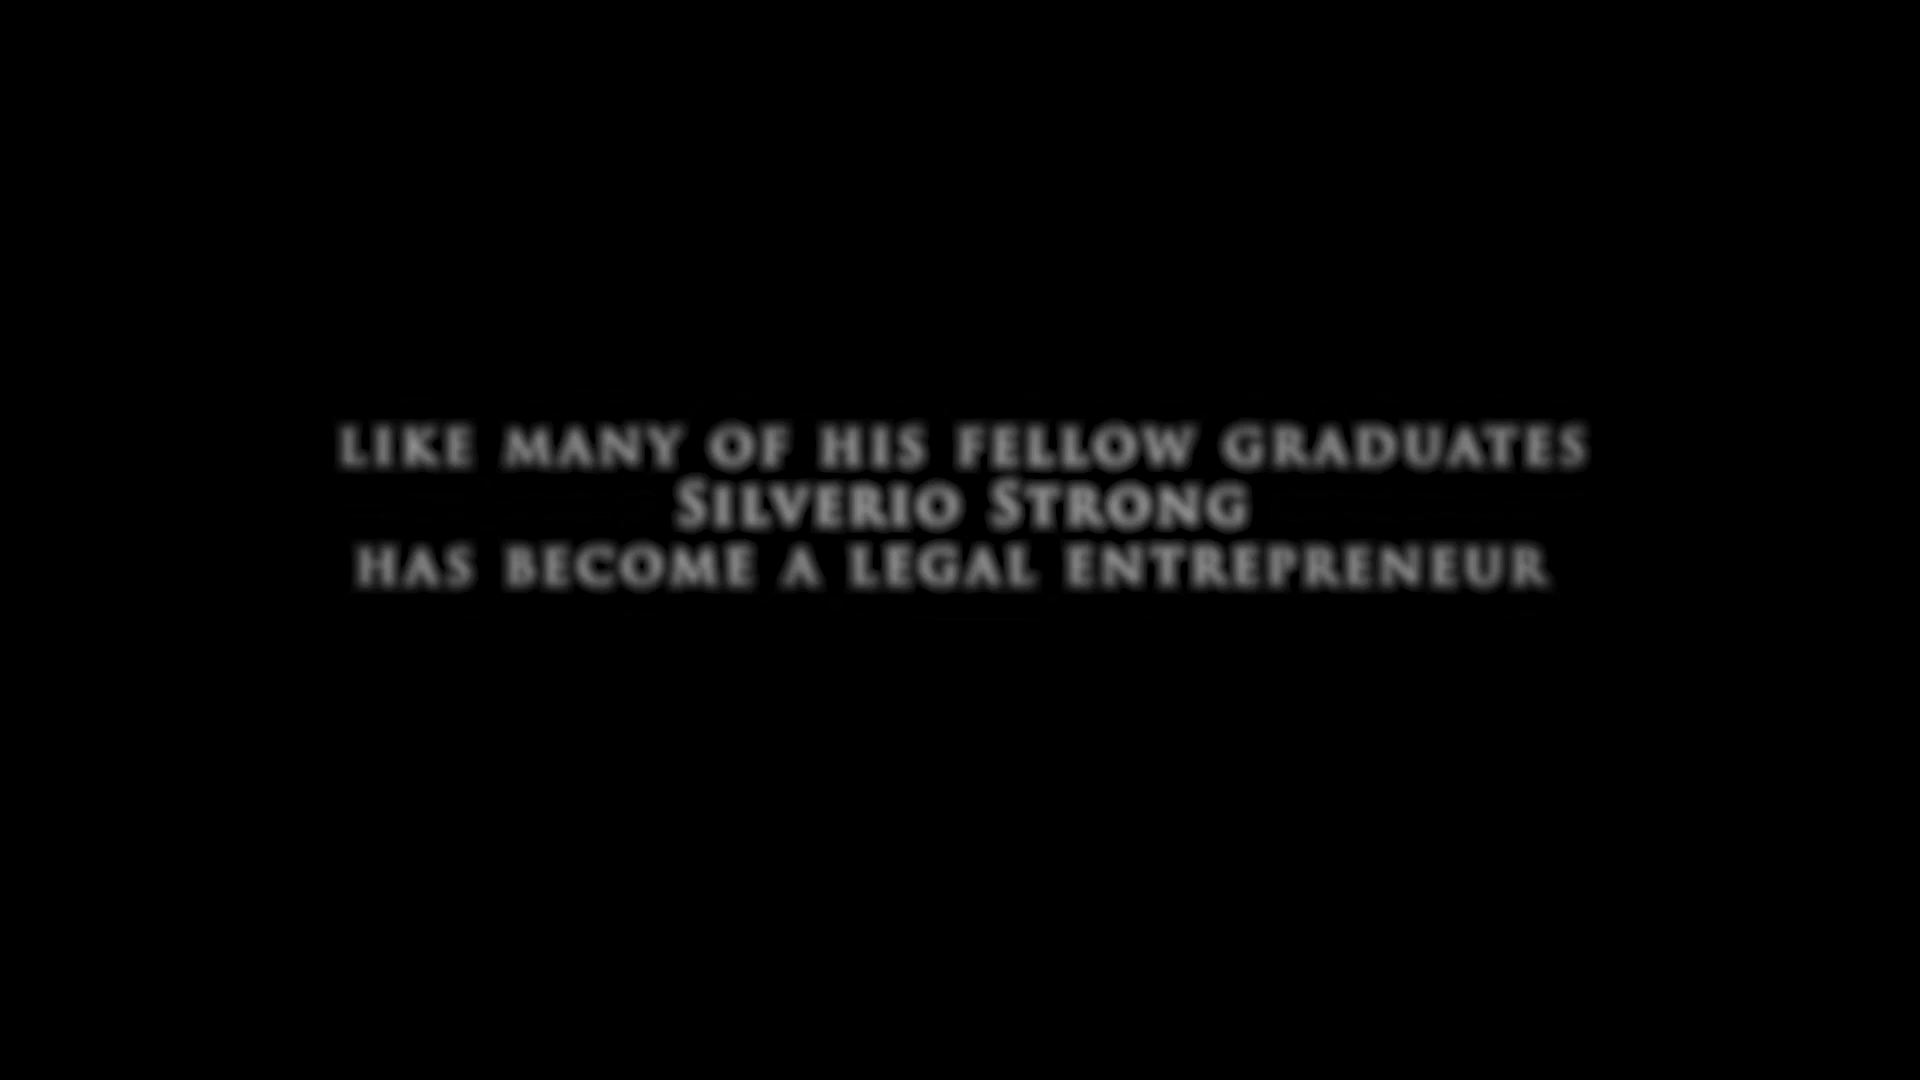 LIKE MANY OF HIS FELLOW GRADUATES
SILVERIO STRONG
HAS BECOME A LEGAL ENTREPRENEUR